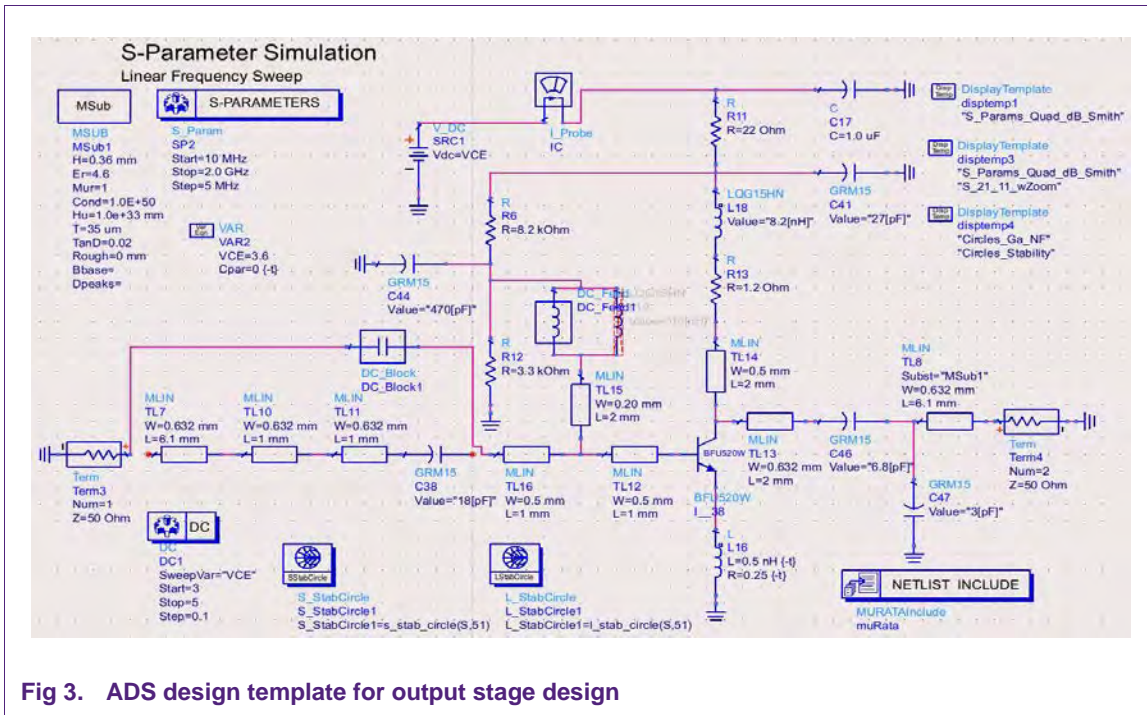 S-Parameter Simulation
Linear Frequency Sweep
MSub
MSUB
MSub1
H=0.36 mm
Er=4.6
Mur=1
Cond=1.0E+50
Hu=1.0e+33 mm
T=35 um
TanD=0.02
Rough=0 mm
Bbase=
Dpeaks=
S-PARAMETERS
S_Param
SP2
Start=10 MHz
Stop=2.0 GHz
Step=5 MHz
Var
Eqn
VAR
VAR2
VCE=3.6
Cpar=0 {-t}
V_DC
SRC1
Vdc=VCE
I_Probe
IC
R
R11
R=22 Ohm
C
C17
C=1.0 uF
Disp
Temp
DisplayTemplate
disptemp1
"S_Params_Quad_dB_Smith"
Disp
Temp
DisplayTemplate
disptemp3
"S_Params_Quad_dB_Smith"
"S_21_11_wZoom"
Disp
Temp
DisplayTemplate
disptemp4
"Circles_Ga_NF"
"Circles_Stability"
R
R6
R=8.2 kOhm
LQG15HN
L18
Value="8.2[nH]"
GRM15
C41
Value="27[pF]"
GRM15
C44
Value="470[pF]"
DC_Feed
DC_Feed1
R
R13
R=1.2 Ohm
DC_Block
DC_Block1
R
R12
R=3.3 kOhm
MLIN
TL15
W=0.20 mm
L=2 mm
MLIN
TL14
W=0.5 mm
L=2 mm
MLIN
TL8
Subst="MSub1"
W=0.632 mm
L=6.1 mm
MLIN
TL7
W=0.632 mm
L=6.1 mm
MLIN
TL10
W=0.632 mm
L=1 mm
MLIN
TL11
W=0.632 mm
L=1 mm
Term
Term3
Num=1
Z=50 Ohm
GRM15
C38
Value="18[pF]"
MLIN
TL16
W=0.5 mm
L=1 mm
MLIN
TL12
W=0.5 mm
L=1 mm
BFU520W
BFU520W
I__38
MLIN
TL13
W=0.632 mm
L=2 mm
GRM15
C46
Value="6.8[pF]"
Term
Term4
Num=2
Z=50 Ohm
GRM15
C47
Value="3[pF]"
L
L16
L=0.5 nH {-t}
R=0.25 {-t}
DC
DC
DC1
SweepVar="VCE"
Start=3
Stop=5
Step=0.1
SStabCircle
S_StabCircle
S_StabCircle1
S_StabCircle1=s_stab_circle(S,51)
LStabCircle
L_StabCircle
L_StabCircle1
L_StabCircle1=l_stab_circle(S,51)
NETLIST INCLUDE
MURATAInclude
muRata
Fig 3. ADS design template for output stage design